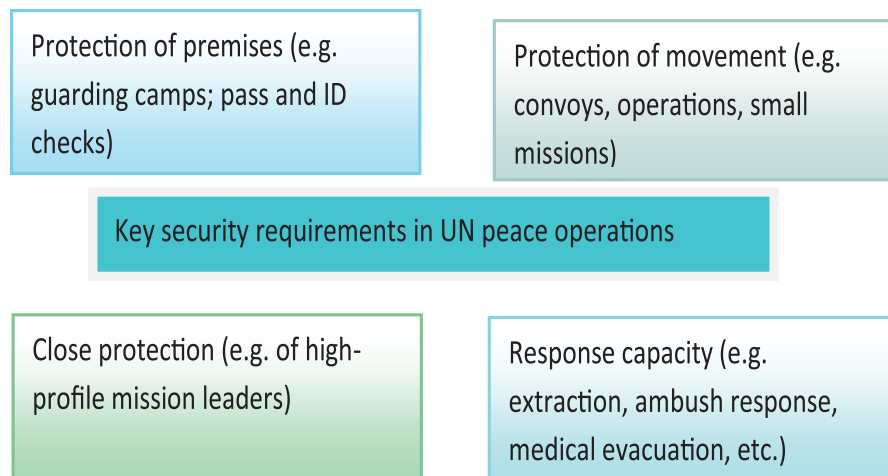 Protection of premises (e.g.
guarding camps; pass and ID
checks)
Protection of movement (e.g.
convoys, operations, small
missions)
Key security requirements in UN peace operations
Close protection (e.g. of high-
profile mission leaders)
Response capacity (e.g.
extraction, ambush response,
medical evacuation, etc.)